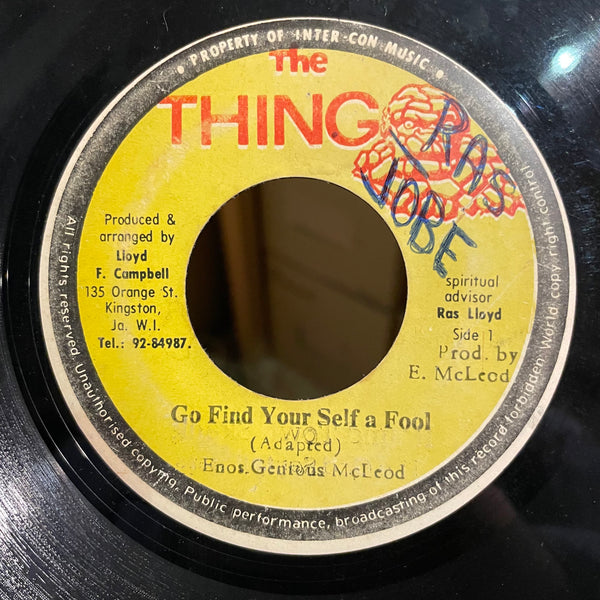 • PROPERTY OF INTER-CON MUSIC •
The
THING
RAS
JOBE
Produced &
arranged by
Lloyd
F. Campbell
135 Orange St.
Kingston,
Ja. W.I.
Tel.: 92-84987.
spiritual
advisor
Ras Lloyd
Side 1
Prod. by
E. McLeod
Go Find Your Self a Fool
(Adapted)
Enos.Genious McLeod
All rights reserved. Unauthorised copying. Public performance, broadcasting of this record forbidden. World copyright control.